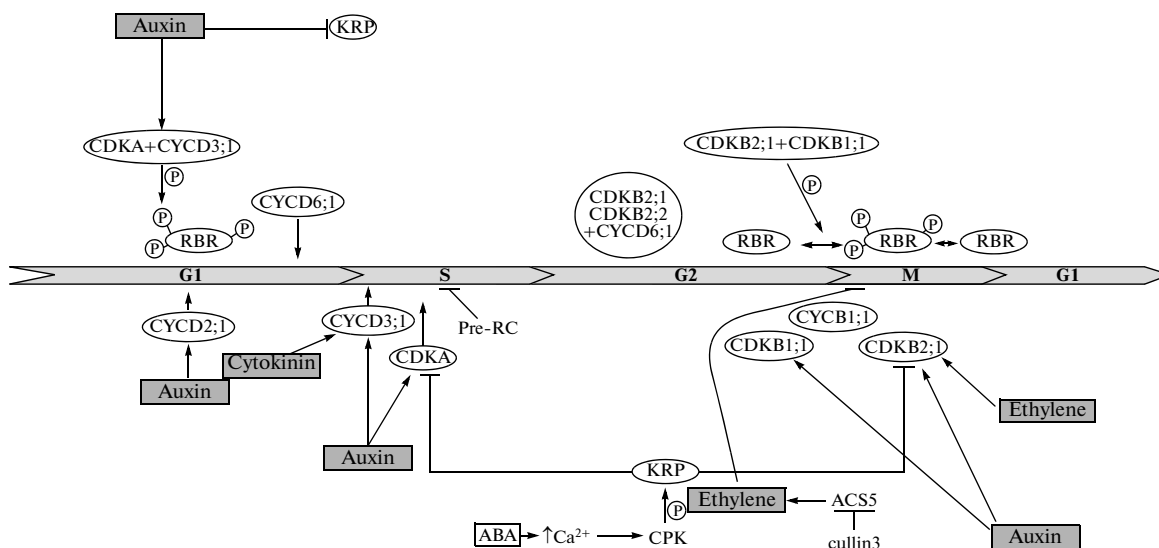 Auxin
KRP
CDKA+CYCD3;1
CDKB2;1+CDKB1;1
P
P
CYCD6;1
CDKB2;1
CDKB2;2
+CYCD6;1
P
P
P
RBR
P
P
P
RBR
P
RBR
RBR
G1
S
G2
M
G1
CYCD2;1
CYCD3;1
Pre-RC
CYCB1;1
CDKA
CDKB1;1
CDKB2;1
Cytokinin
Auxin
Ethylene
Auxin
KRP
Ethylene
ACS5
P
ABA
↑Ca²⁺
CPK
cullin3
Auxin